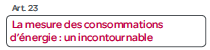 Art. 23
La mesure des consommations
d'énergie : un incontournable